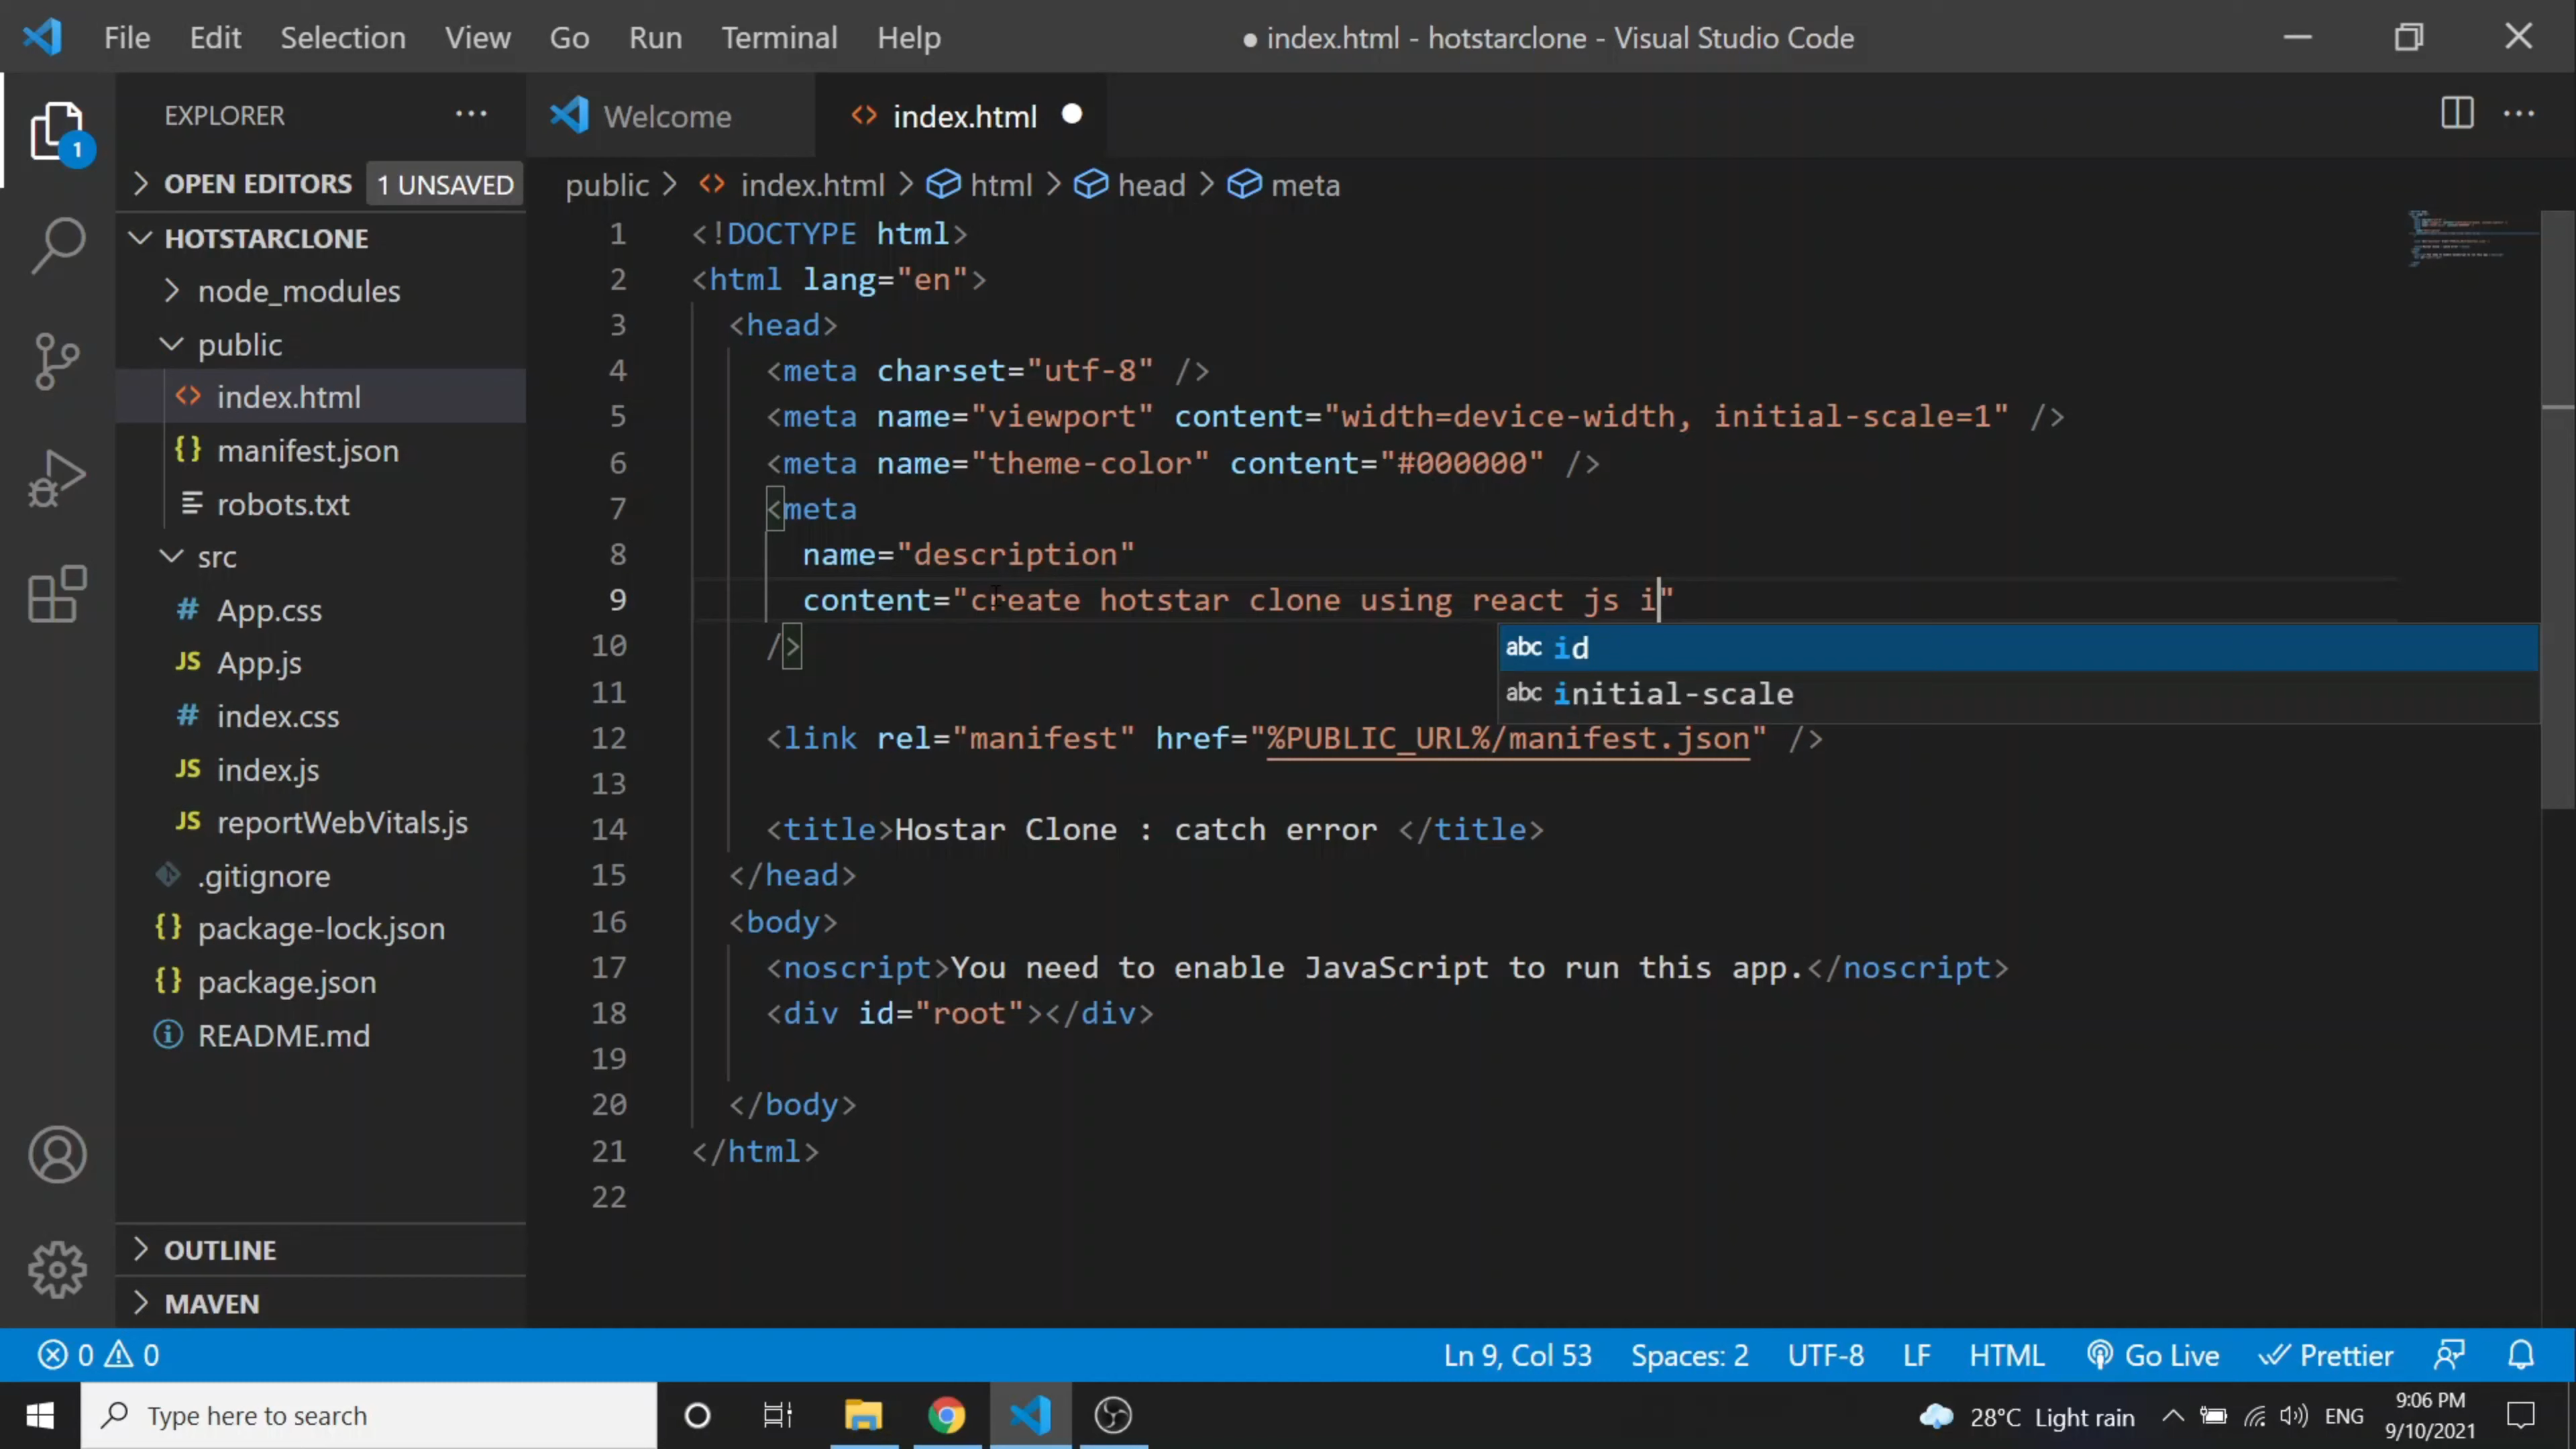 File Edit Selection View Go Run Terminal Help ● index.html - hotstarclone - Visual Studio Code
EXPLORER ...
Welcome
index.html
1
OPEN EDITORS 1 UNSAVED
public > index.html > html > head > meta
HOTSTARCLONE
node_modules
public
index.html
manifest.json
robots.txt
src
App.css
App.js
index.css
index.js
reportWebVitals.js
.gitignore
package-lock.json
package.json
README.md
OUTLINE
MAVEN
1 <!DOCTYPE html>
2 <html lang="en">
3 <head>
4 <meta charset="utf-8" />
5 <meta name="viewport" content="width=device-width, initial-scale=1" />
6 <meta name="theme-color" content="#000000" />
7 <meta
8 name="description"
9 content="create hotstar clone using react js i"
abc id
abc initial-scale
10 />
11
12 <link rel="manifest" href="%PUBLIC_URL%/manifest.json" />
13
14 <title>Hostar Clone : catch error </title>
15 </head>
16 <body>
17 <noscript>You need to enable JavaScript to run this app.</noscript>
18 <div id="root"></div>
19
20 </body>
21 </html>
22
0 0 Ln 9, Col 53 Spaces: 2 UTF-8 LF HTML Go Live Prettier
Type here to search
28°C Light rain ENG
9:06 PM
9/10/2021